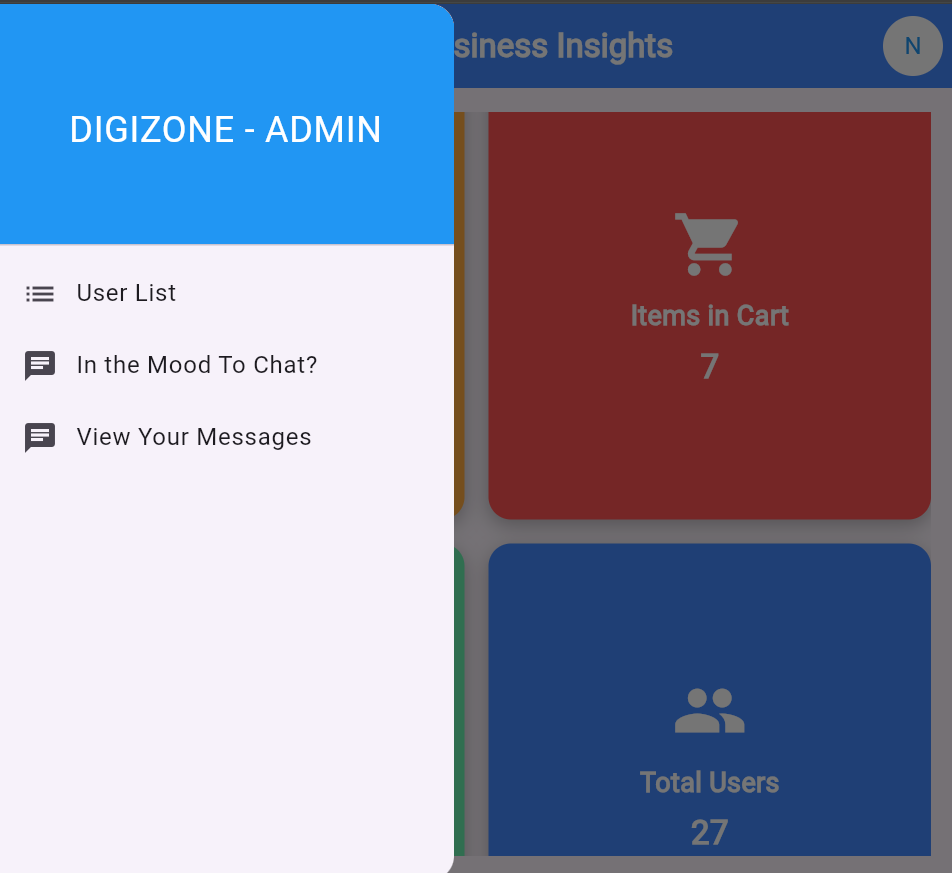 siness Insights
N
DIGIZONE - ADMIN
User List
In the Mood To Chat?
View Your Messages
Items in Cart
7
Total Users
27